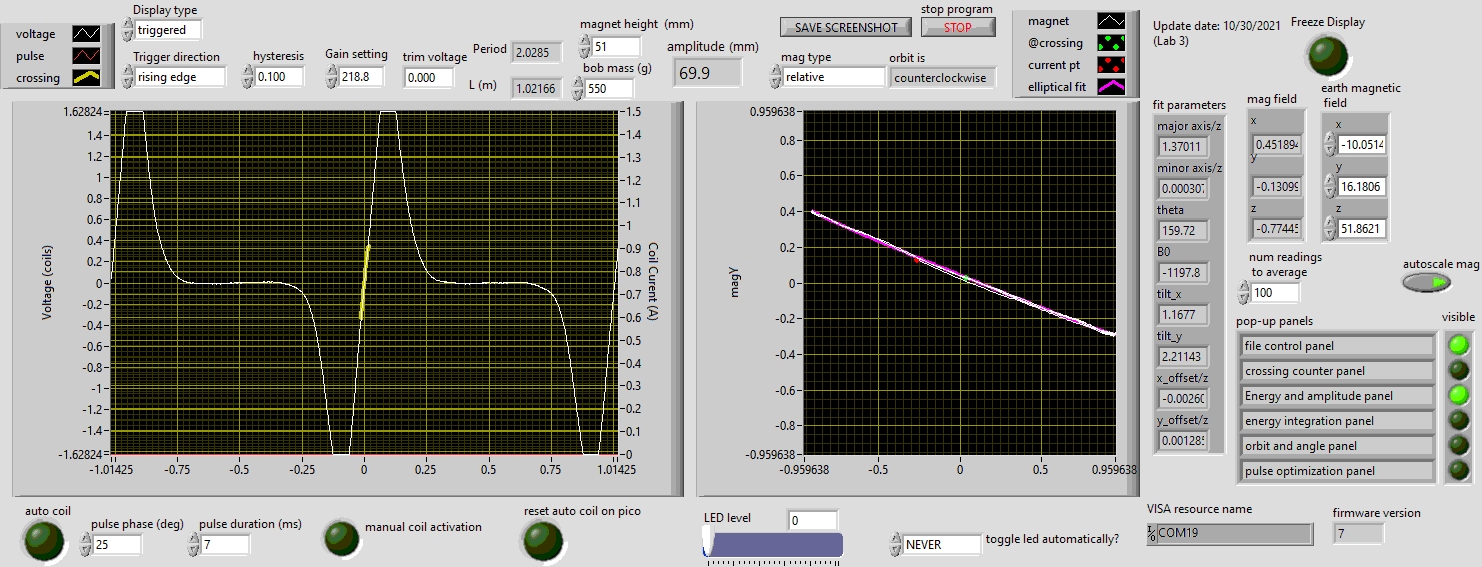 voltage
pulse
crossing
Display type
triggered
Trigger direction
rising edge
hysteresis
0.100
Gain setting
218.8
trim voltage
0.000
Period
2.0285
L (m)
1.02166
magnet height (mm)
51
bob mass (g)
550
amplitude (mm)
69.9
SAVE SCREENSHOT
stop program
STOP
mag type
relative
orbit is
counterclockwise
magnet
@crossing
current pt
elliptical fit
Update date: 10/30/2021
(Lab 3)
Freeze Display
Voltage (coils)
1.62824
1.4
1.2
1
0.8
0.6
0.4
0.2
0
-0.2
-0.4
-0.6
-0.8
-1
-1.2
-1.4
-1.62824
-1.01425
-0.75
-0.5
-0.25
0
0.25
0.5
0.75
1.01425
1.5
1.4
1.3
1.2
1.1
1
0.9
0.8
0.7
0.6
0.5
0.4
0.3
0.2
0.1
0
Coil Current (A)
magy
0.959638
0.8
0.6
0.4
0.2
0
-0.2
-0.4
-0.6
-0.8
-0.959638
-0.959638
-0.5
0
0.5
0.959638
fit parameters
major axis/z
1.37011
minor axis/z
0.00030
theta
159.72
B0
-1197.8
tilt_x
1.1677
tilt_y
2.21143
x_offset/z
-0.0026
y_offset/z
0.00128
mag field
x
0.45189
y
-0.13099
z
-0.7744
earth magnetic
field
x
-10.0514
y
16.1806
z
51.8621
num readings
to average
100
autoscale mag
pop-up panels
visible
file control panel
crossing counter panel
Energy and amplitude panel
energy integration panel
orbit and angle panel
pulse optimization panel
auto coil
pulse phase (deg)
25
pulse duration (ms)
7
manual coil activation
reset auto coil on pico
LED level
0
NEVER
toggle led automatically?
VISA resource name
COM19
firmware version
7